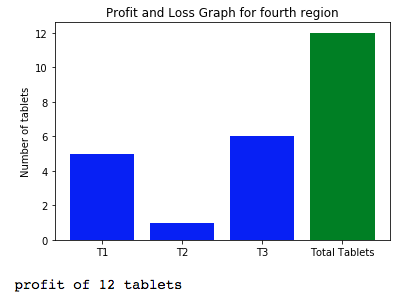 Profit and Loss Graph for fourth region
12
10
8
6
4
2
0
Number of tablets
T1 T2 T3 Total Tablets
profit of 12 tablets